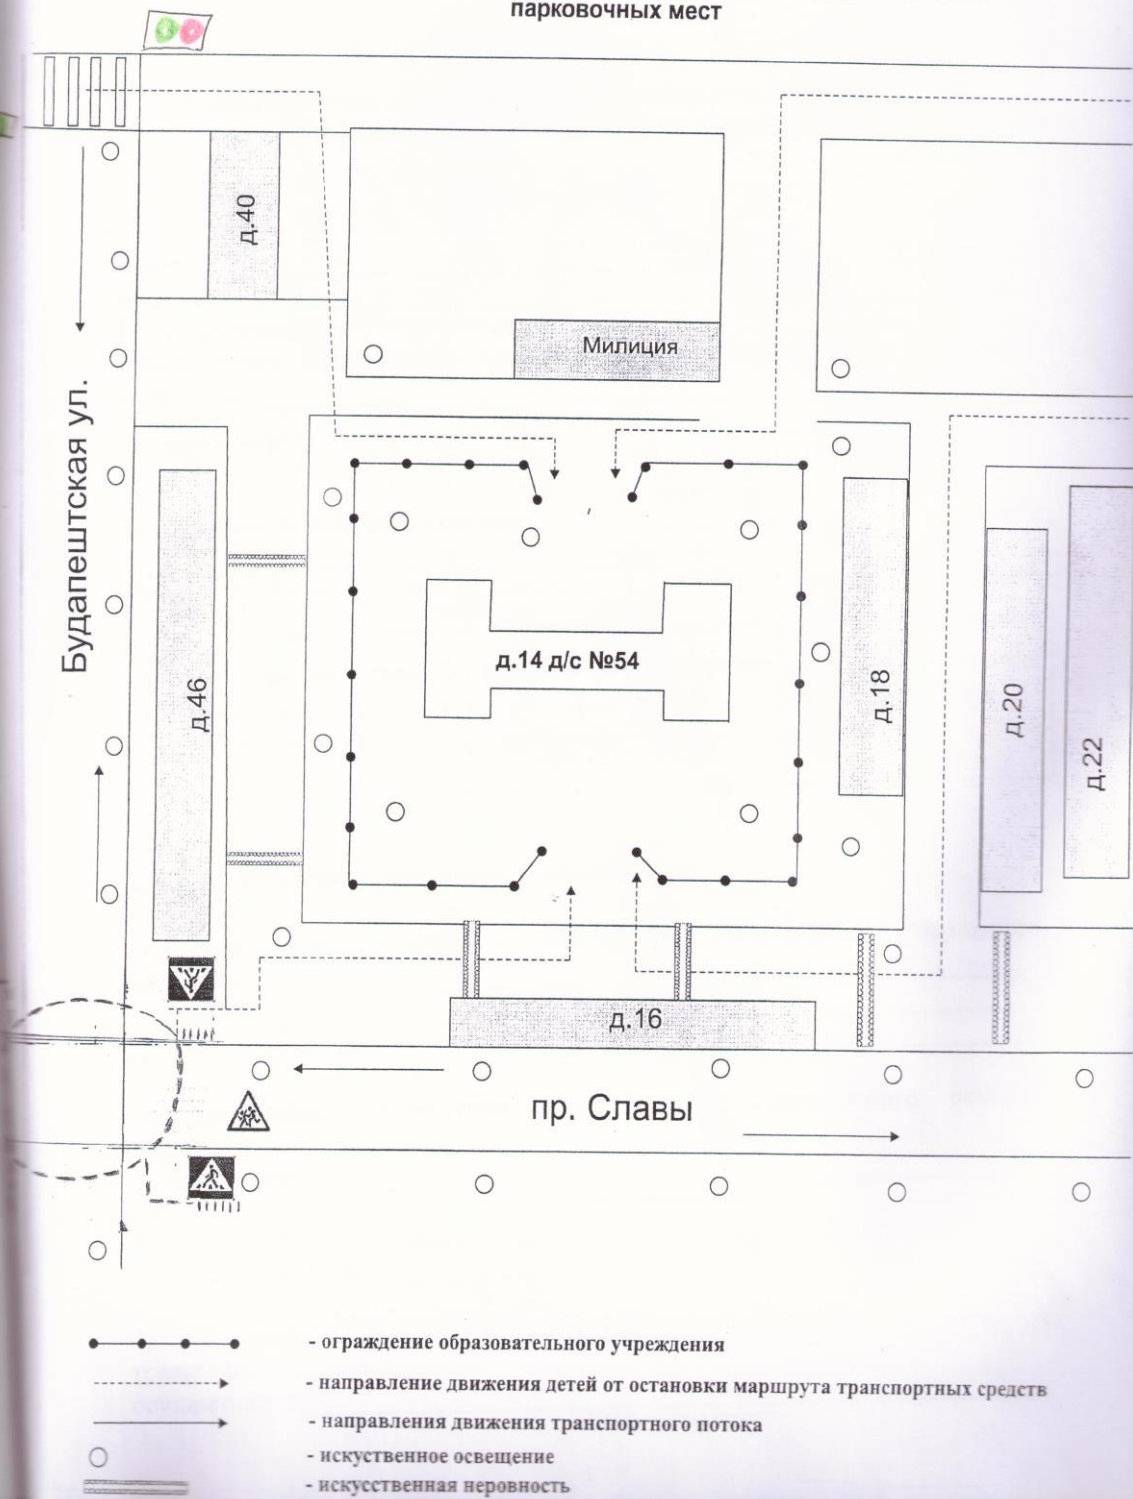 парковочных мест
д.40
Милиция
Будапештская ул.
д.46
д.14 д/с №54
д.18
д.20
д.22
д.16
пр. Славы
- ограждение образовательного учреждения
- направление движения детей от остановки маршрута транспортных средств
- направления движения транспортного потока
- искуственное освещение
- искусственная неровность